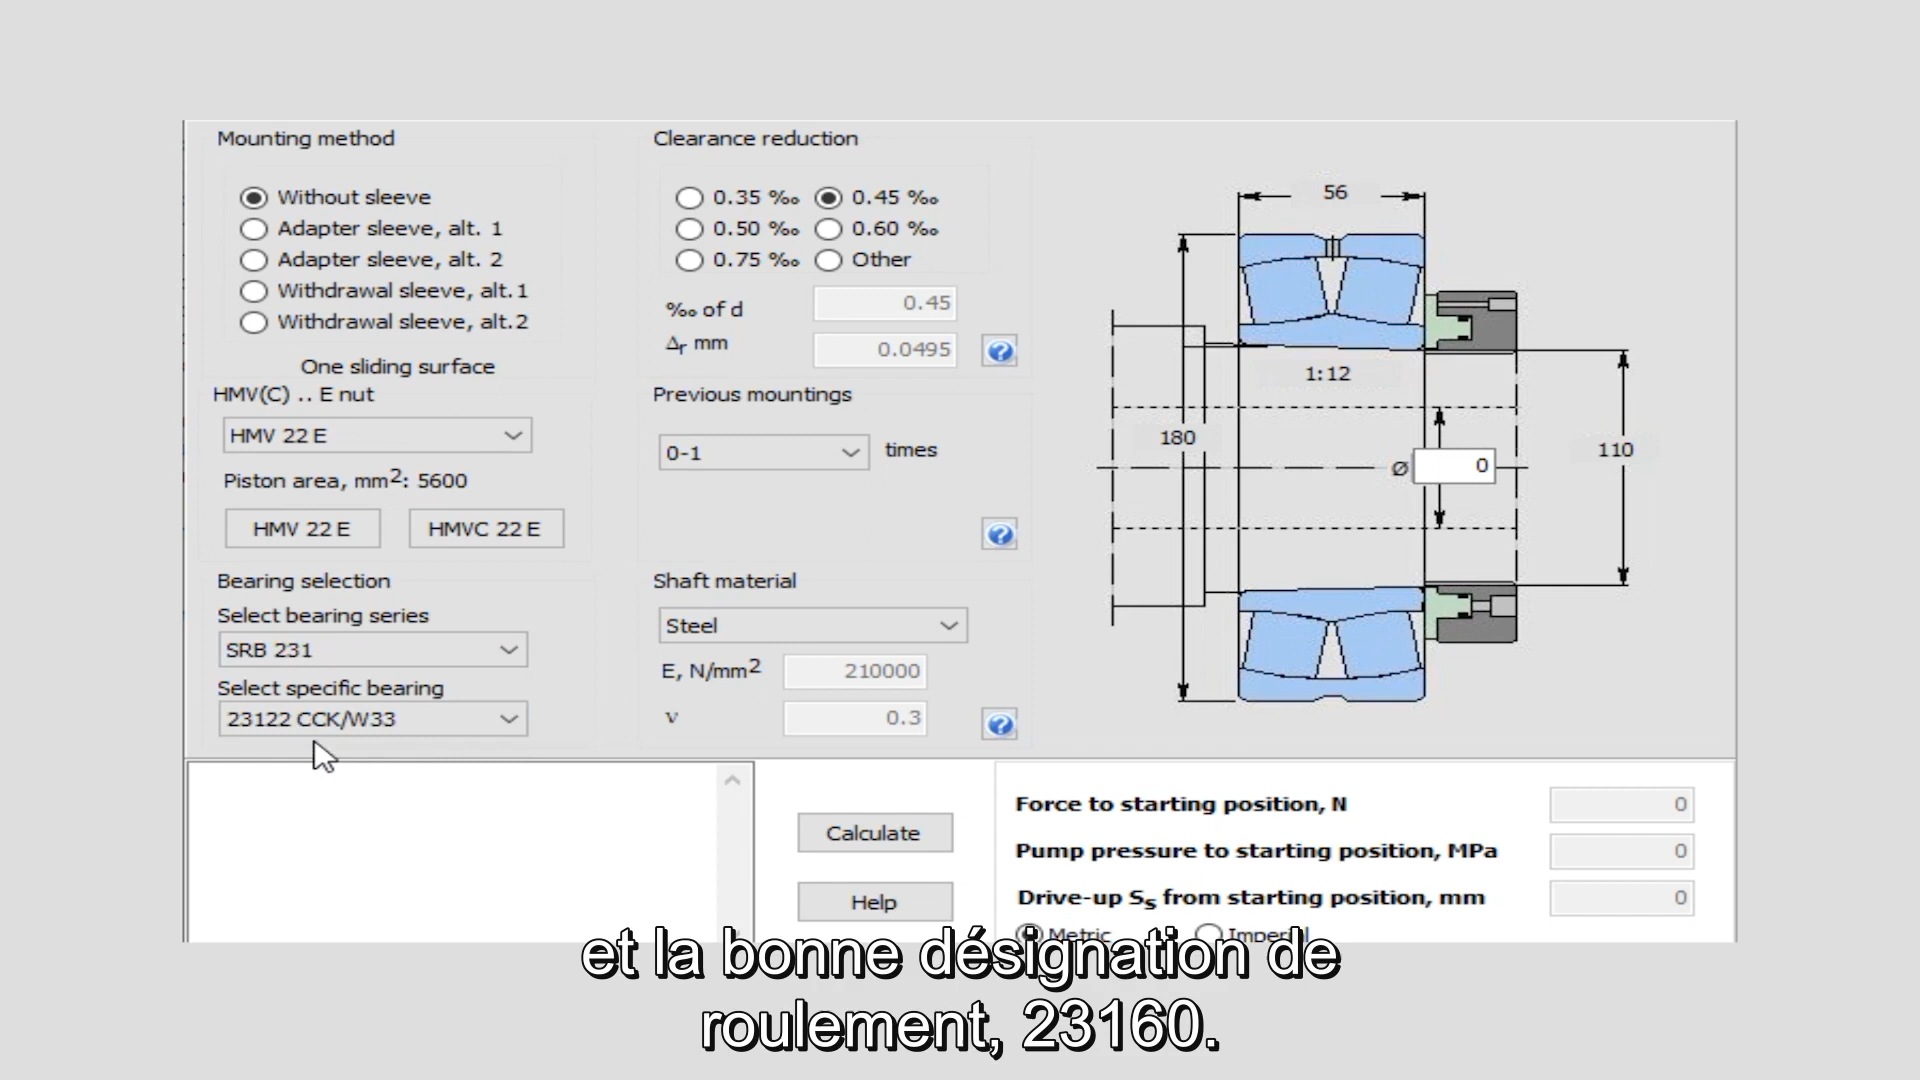 Mounting method
Without sleeve
Adapter sleeve, alt. 1
Adapter sleeve, alt. 2
Withdrawal sleeve, alt.1
Withdrawal sleeve, alt.2
One sliding surface
HMV(C) .. E nut
HMV 22 E
Piston area, mm2: 5600
HMV 22 E
HMVC 22 E
Bearing selection
Select bearing series
SRB 231
Select specific bearing
23122 CCK/W33
Clearance reduction
0.35 ‰ 0.45 ‰
0.50 ‰ 0.60 ‰
0.75 ‰ Other
‰ of d 0.45
Δr mm 0.0495
?
Previous mountings
0-1 times
?
Shaft material
Steel
E, N/mm2 210000
ν 0.3
?
56
1:12
180
Ø 0
110
Calculate
Help
Force to starting position, N 0
Pump pressure to starting position, MPa 0
Drive-up Ss from starting position, mm 0
Metric Imperial
et la bonne désignation de
roulement, 23160.